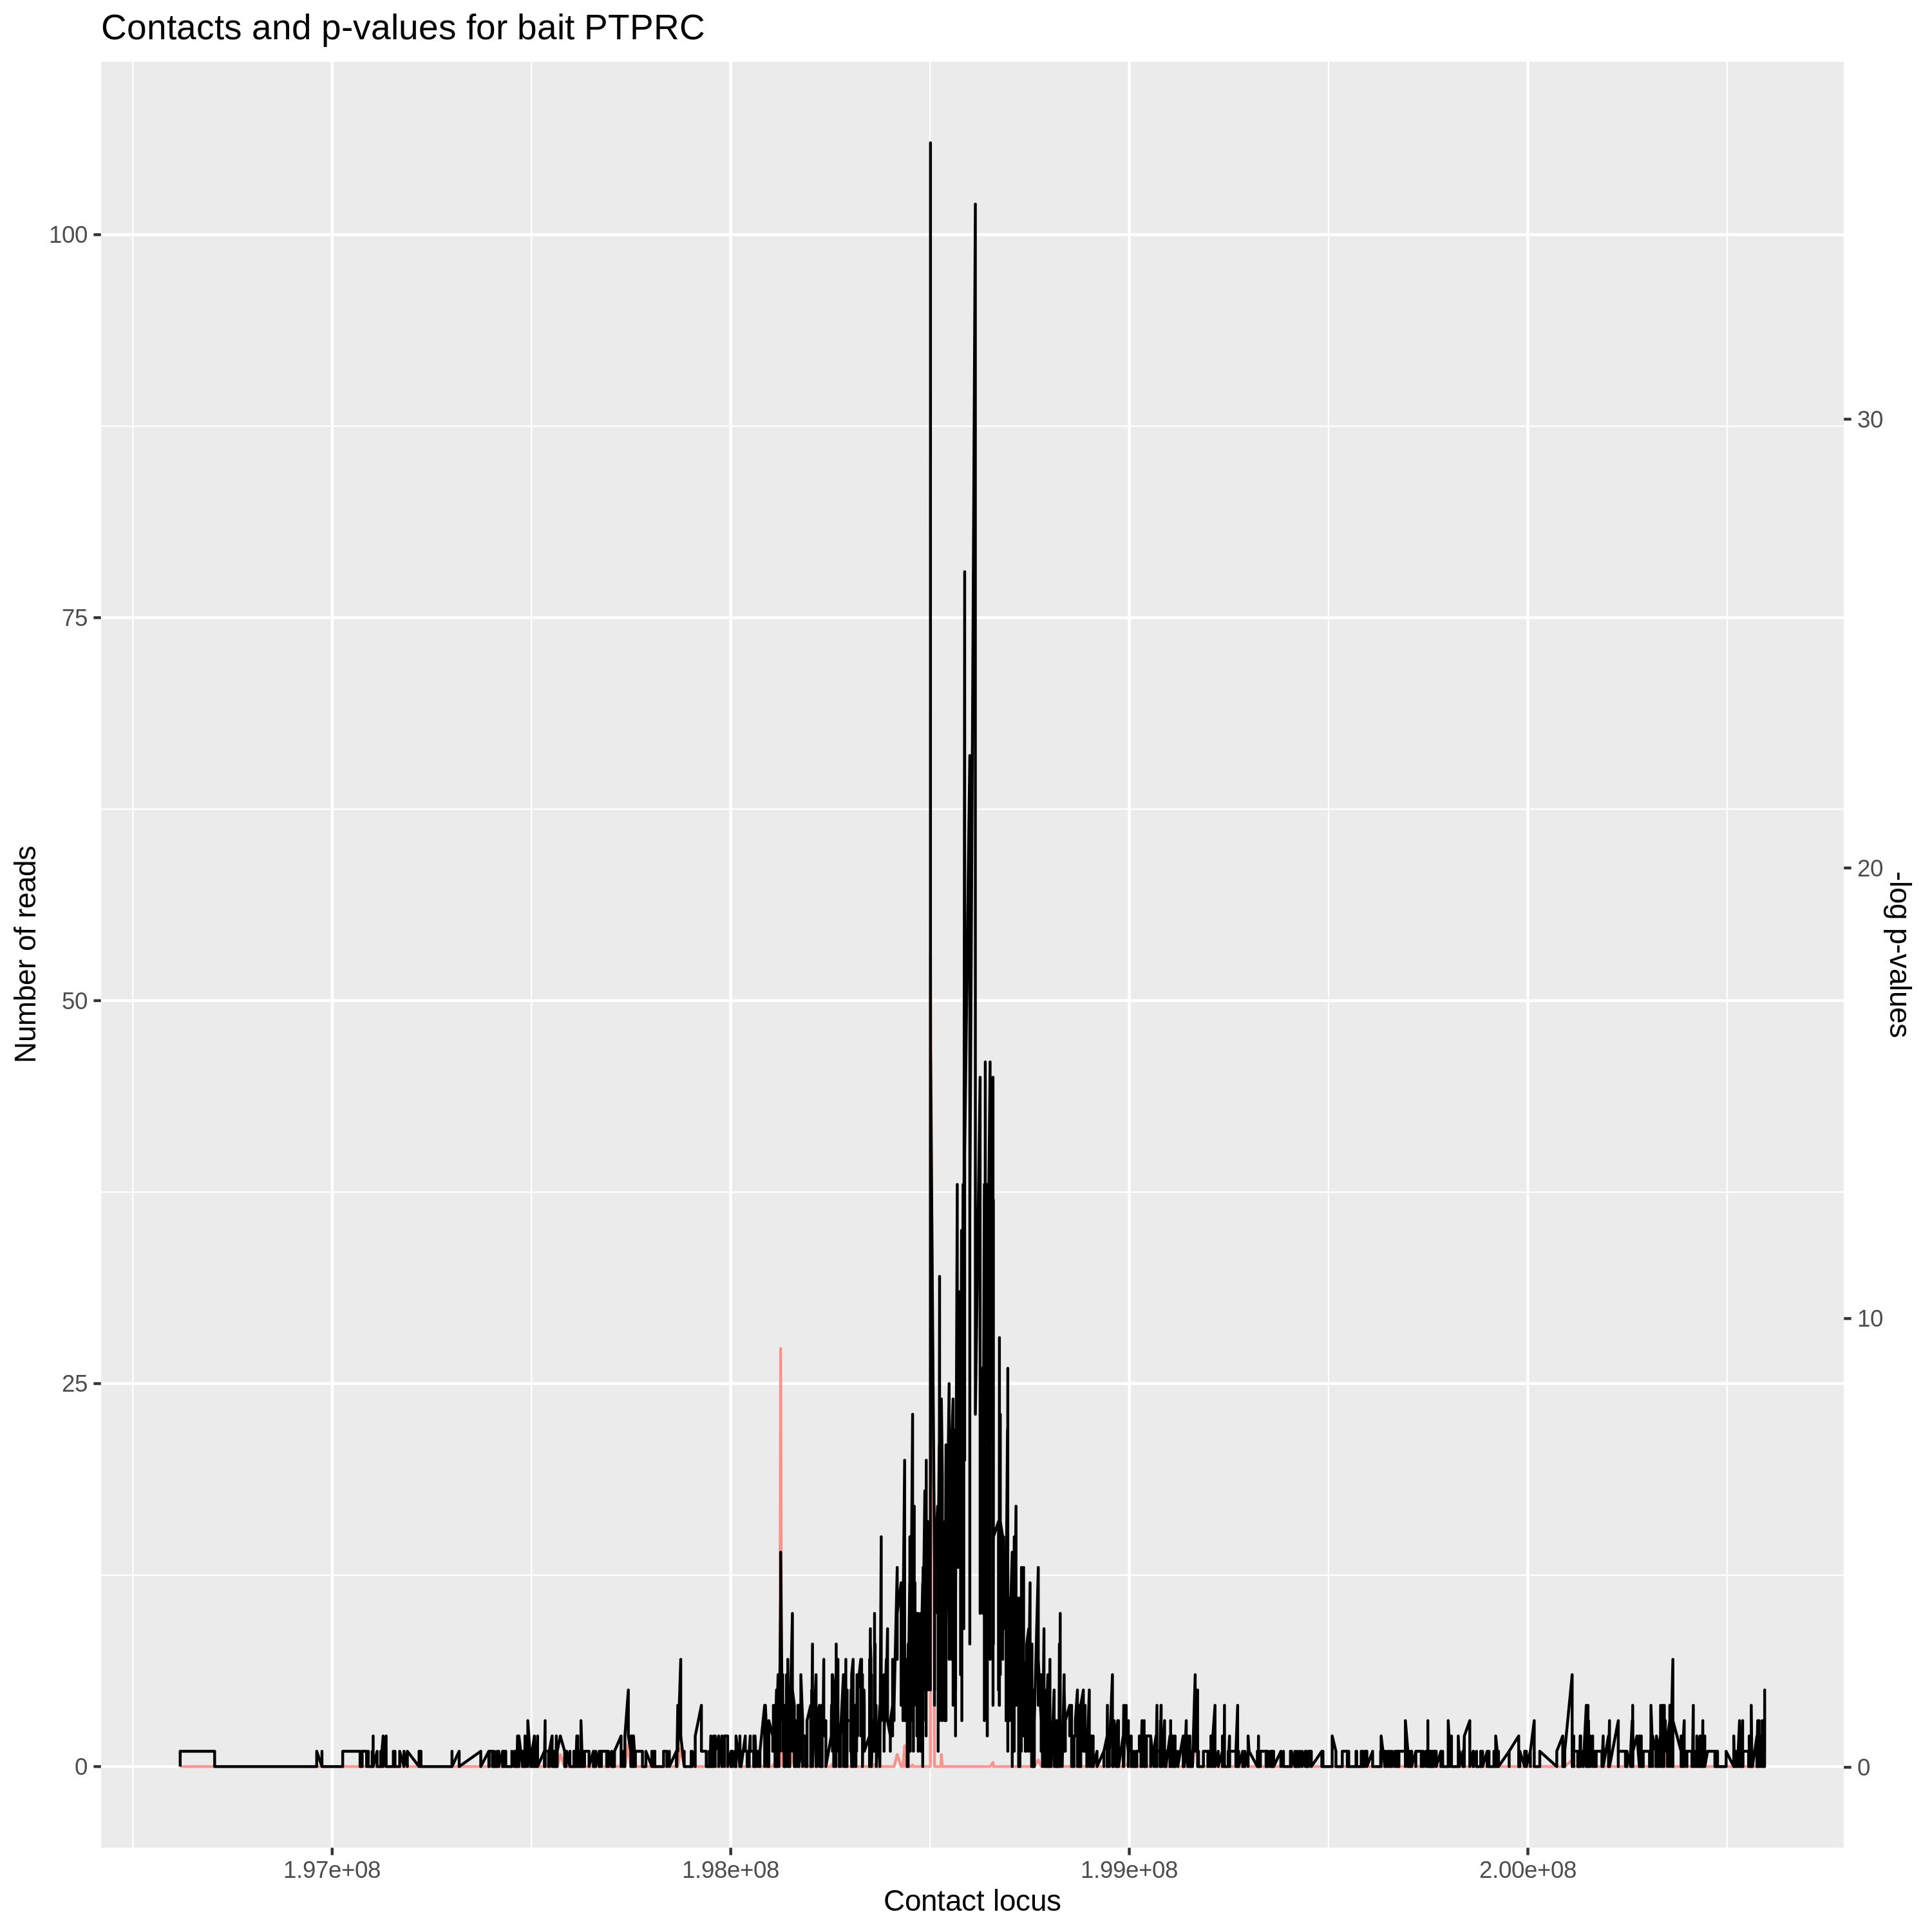 Contacts and p-values for bait PTPRC
Number of reads
100
75
50
25
0
30
20
10
0
-log p-values
1.97e+08 1.98e+08 1.99e+08 2.00e+08
Contact locus